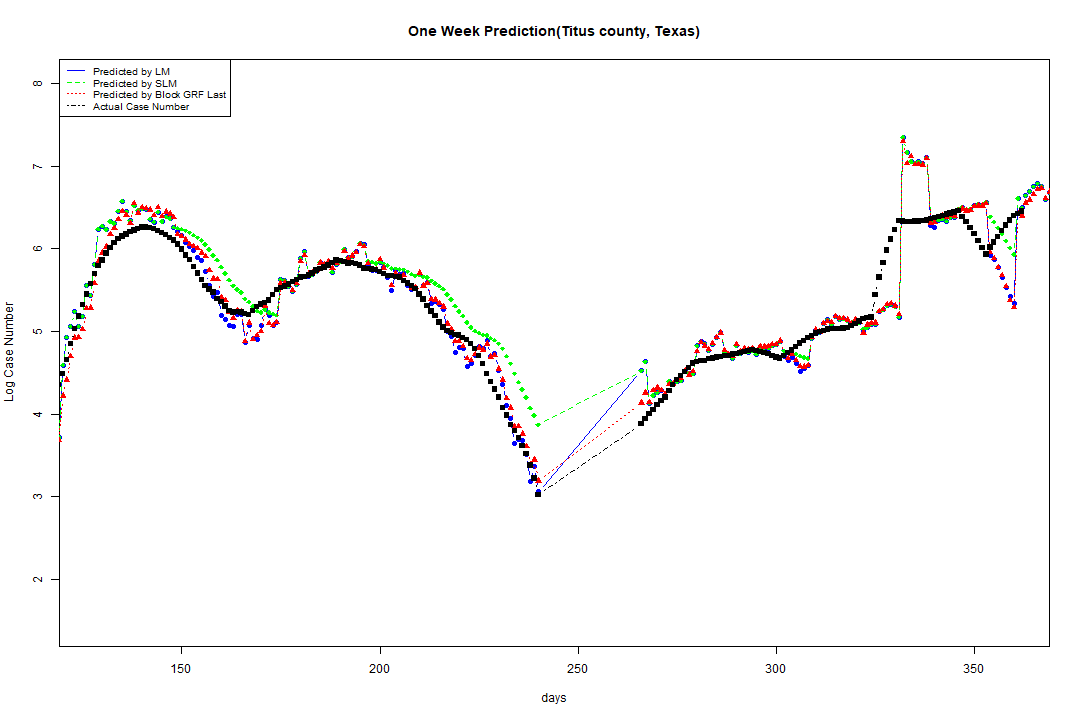 One Week Prediction(Titus county, Texas)
Predicted by LM
Predicted by SLM
Predicted by Block GRF Last
Actual Case Number
8
7
6
5
4
3
2
Log Case Number
150 200 250 300 350
days